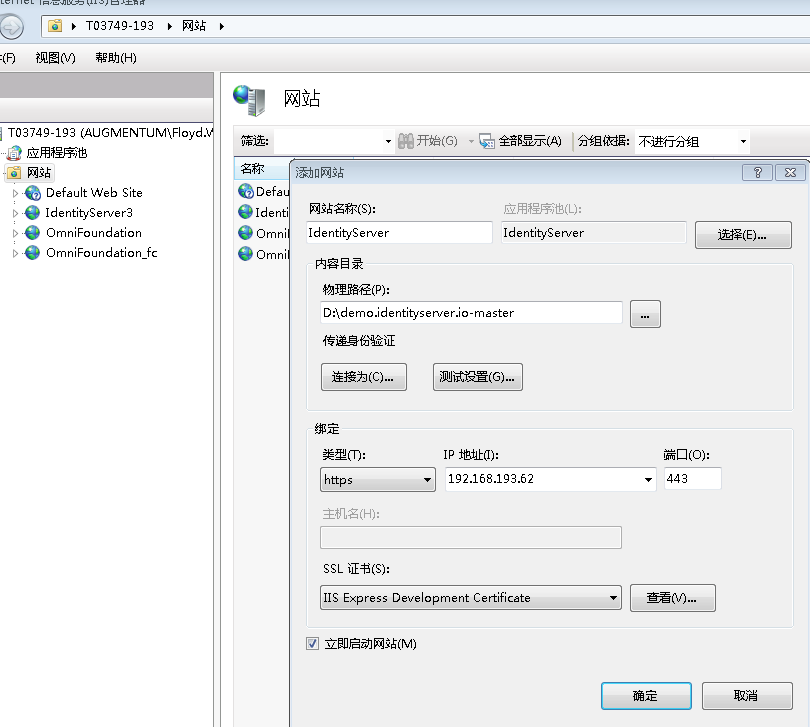 ternet 信息服务(IIS)管理器
T03749-193 网站
(F) 视图(V) 帮助(H)
T03749-193 (AUGMENTUM\Floyd.W
应用程序池
网站
Default Web Site
IdentityServer3
OmniFoundation
OmniFoundation_fc
网站
筛选: 开始(G) 全部显示(A) 分组依据: 不进行分组
名称
Defau
Identi
Omnil
Omnil
添加网站
网站名称(S): 应用程序池(L):
IdentityServer IdentityServer 选择(E)...
内容目录
物理路径(P):
D:\demo.identityserver.io-master ...
传递身份验证
连接为(C)... 测试设置(G)...
绑定
类型(T): IP 地址(I): 端口(O):
https 192.168.193.62 443
主机名(H):
SSL 证书(S):
IIS Express Development Certificate 查看(V)...
立即启动网站(M)
确定 取消